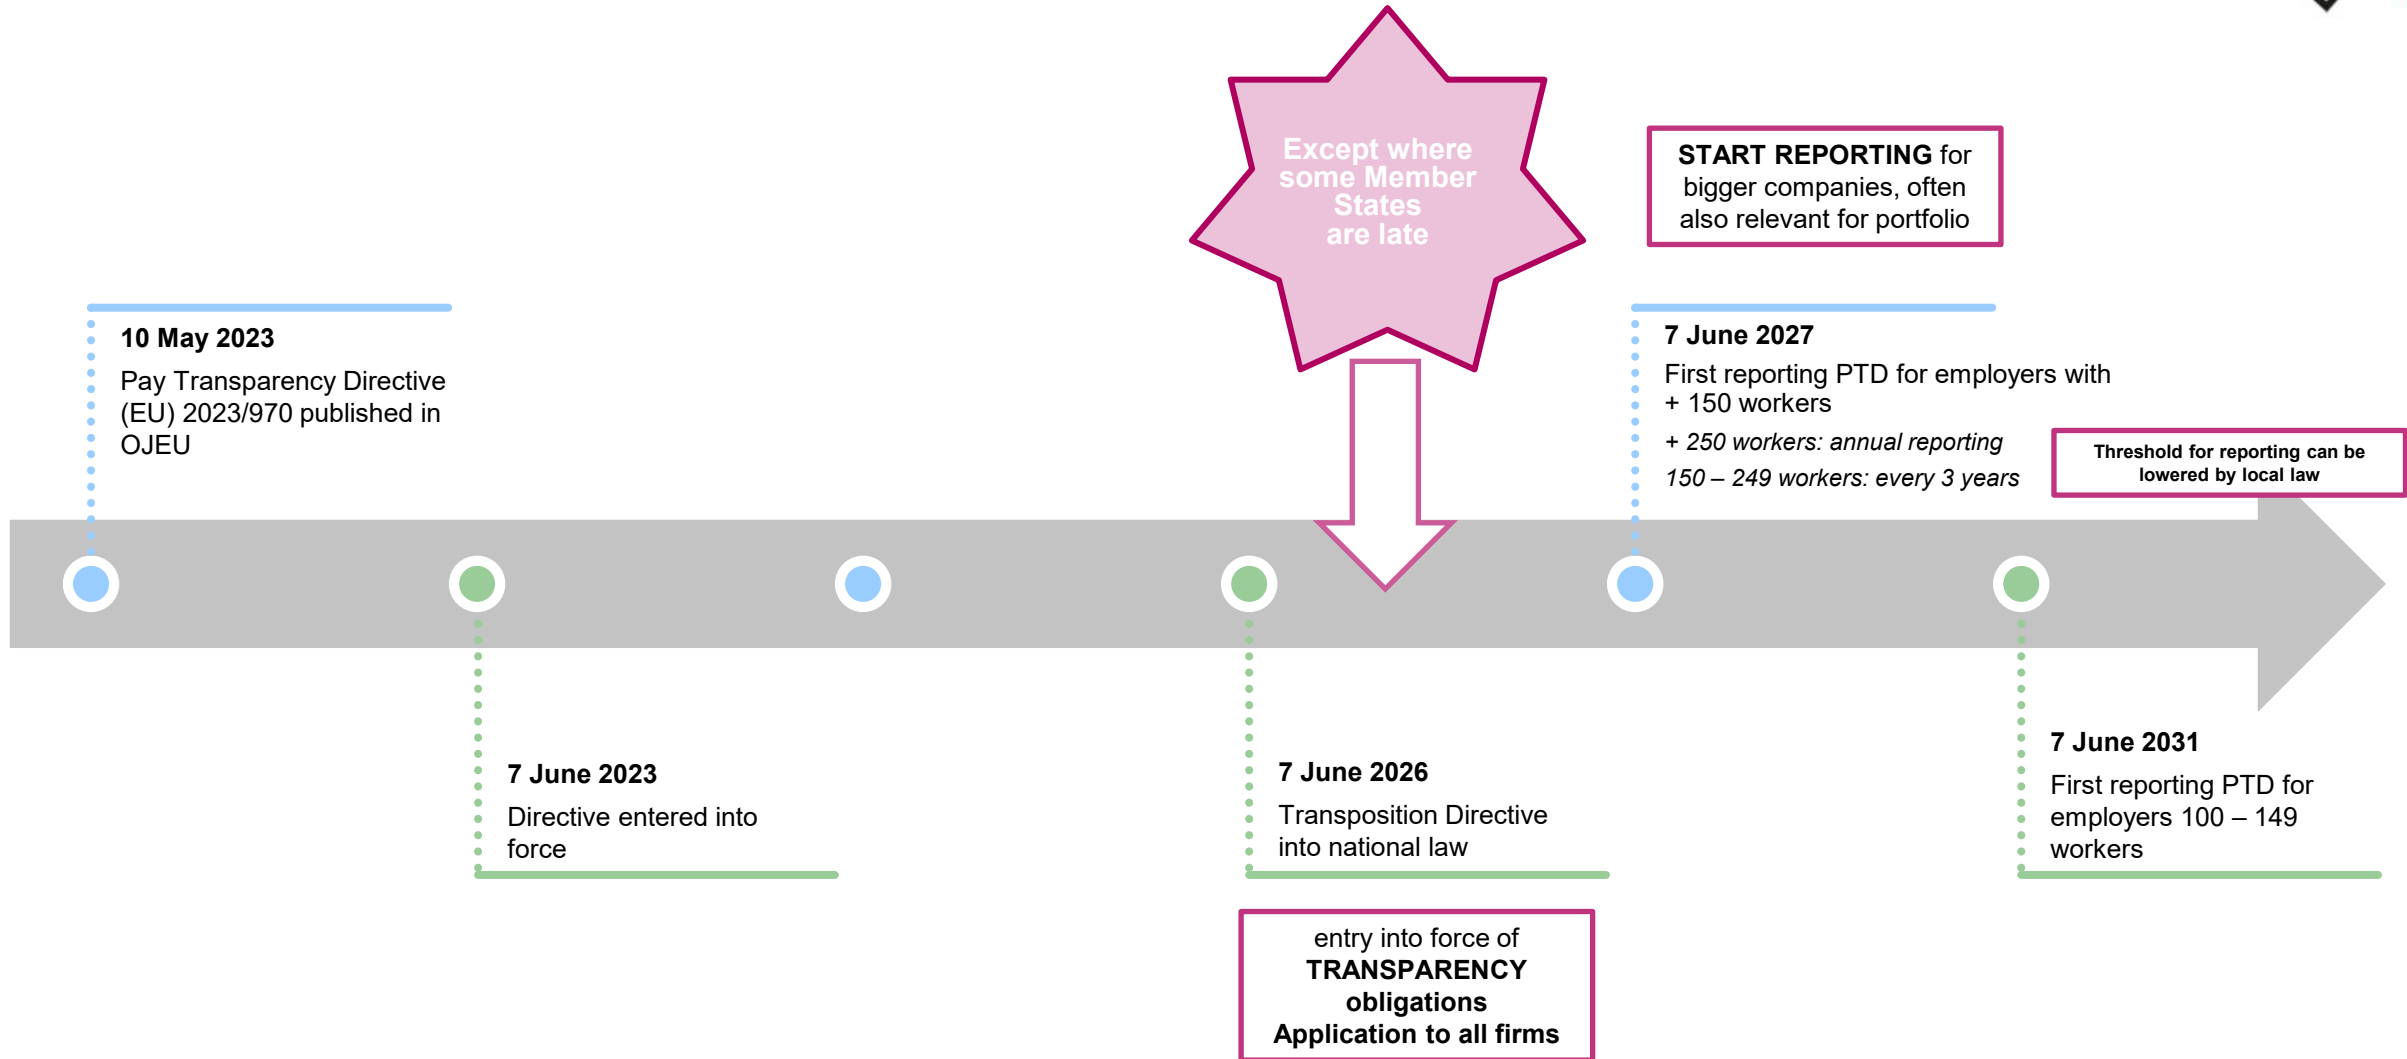 Except where
some Member
States
are late
START REPORTING for
bigger companies, often
also relevant for portfolio
10 May 2023
Pay Transparency Directive
(EU) 2023/970 published in
OJEU
7 June 2027
First reporting PTD for employers with
+ 150 workers
+ 250 workers: annual reporting
150 – 249 workers: every 3 years
Threshold for reporting can be
lowered by local law
7 June 2023
Directive entered into
force
7 June 2026
Transposition Directive
into national law
7 June 2031
First reporting PTD for
employers 100 – 149
workers
entry into force of
TRANSPARENCY
obligations
Application to all firms